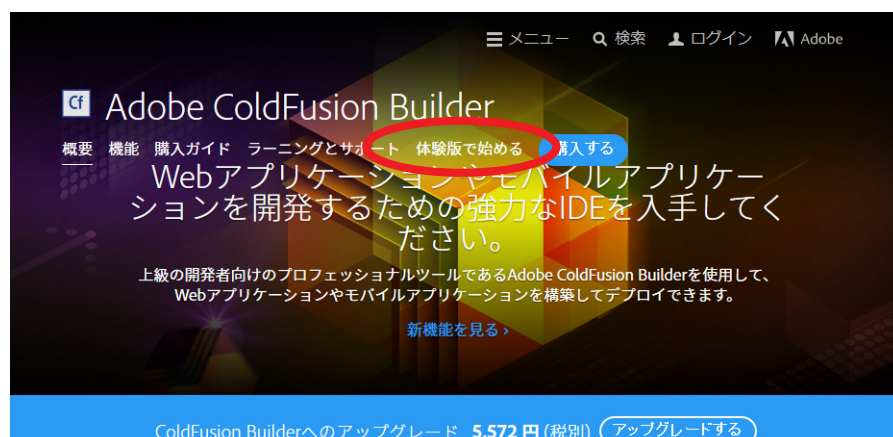 メニュー 検索 ログイン Adobe
Cf Adobe ColdFusion Builder
概要 機能 購入ガイド ラーニングとサポート 体験版で始める 購入する
Webアプリケーションやモバイルアプリケー
ションを開発するための強力なIDEを入手してく
ださい。
上級の開発者向けのプロフェッショナルツールであるAdobe ColdFusion Builderを使用して、
Webアプリケーションやモバイルアプリケーションを構築してデプロイできます。
新機能を見る ›
ColdFusion Builderへのアップグレード 5,572 円 (税別) アップグレードする